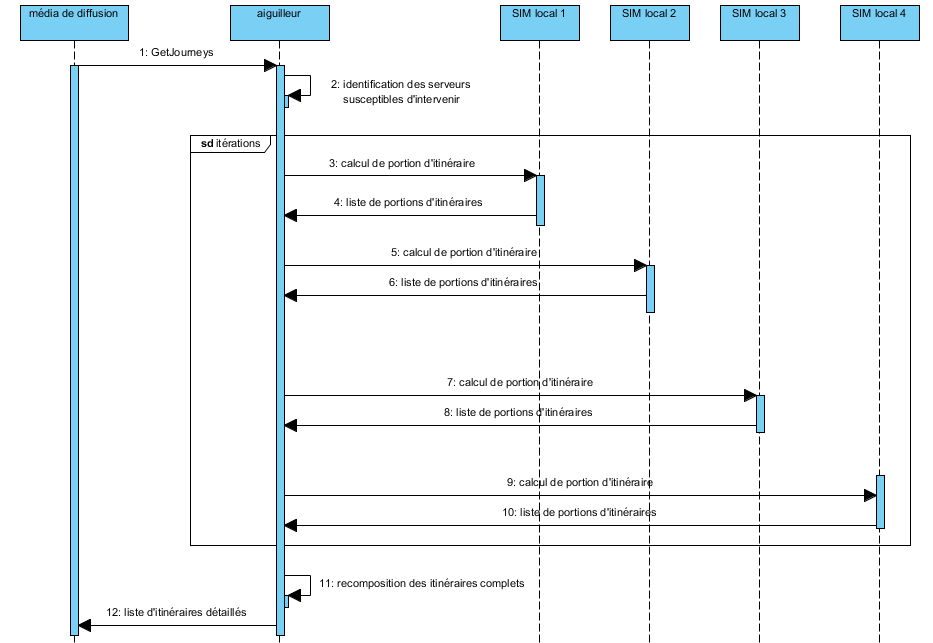 média de diffusion
aiguilleur
SIM local 1
SIM local 2
SIM local 3
SIM local 4
1: GetJourneys
2: identification des serveurs
susceptibles d'intervenir
sd itérations
3: calcul de portion d'itinéraire
4: liste de portions d'itinéraires
5: calcul de portion d'itinéraire
6: liste de portions d'itinéraires
7: calcul de portion d'itinéraire
8: liste de portions d'itinéraires
9: calcul de portion d'itinéraire
10: liste de portions d'itinéraires
11: recomposition des itinéraires complets
12: liste d'itinéraires détaillés